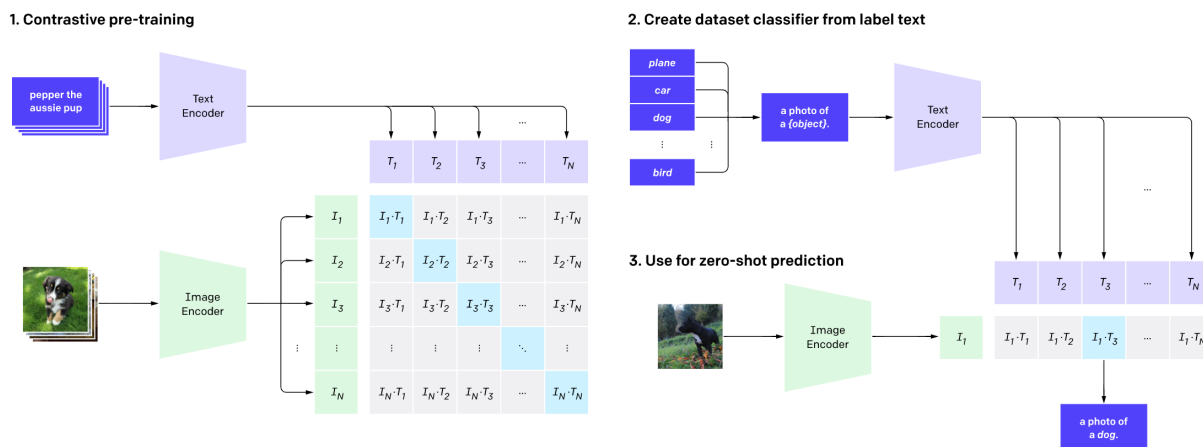 1. Contrastive pre-training
pepper the
aussie pup
Text
Encoder
...
T1 T2 T3 ... TN
I1 I1·T1 I1·T2 I1·T3 ... I1·TN
I2 I2·T1 I2·T2 I2·T3 ... I2·TN
Image
Encoder
I3 I3·T1 I3·T2 I3·T3 ... I3·TN
⋮ ⋮ ⋮ ⋮ ⋮ ⋱ ⋮
IN IN·T1 IN·T2 IN·T3 ... IN·TN
2. Create dataset classifier from label text
plane
car
dog
⋮ ⋮
bird
a photo of
a {object}.
Text
Encoder
...
3. Use for zero-shot prediction
T1 T2 T3 ... TN
Image
Encoder
I1 I1·T1 I1·T2 I1·T3 ... I1·TN
a photo of
a dog.